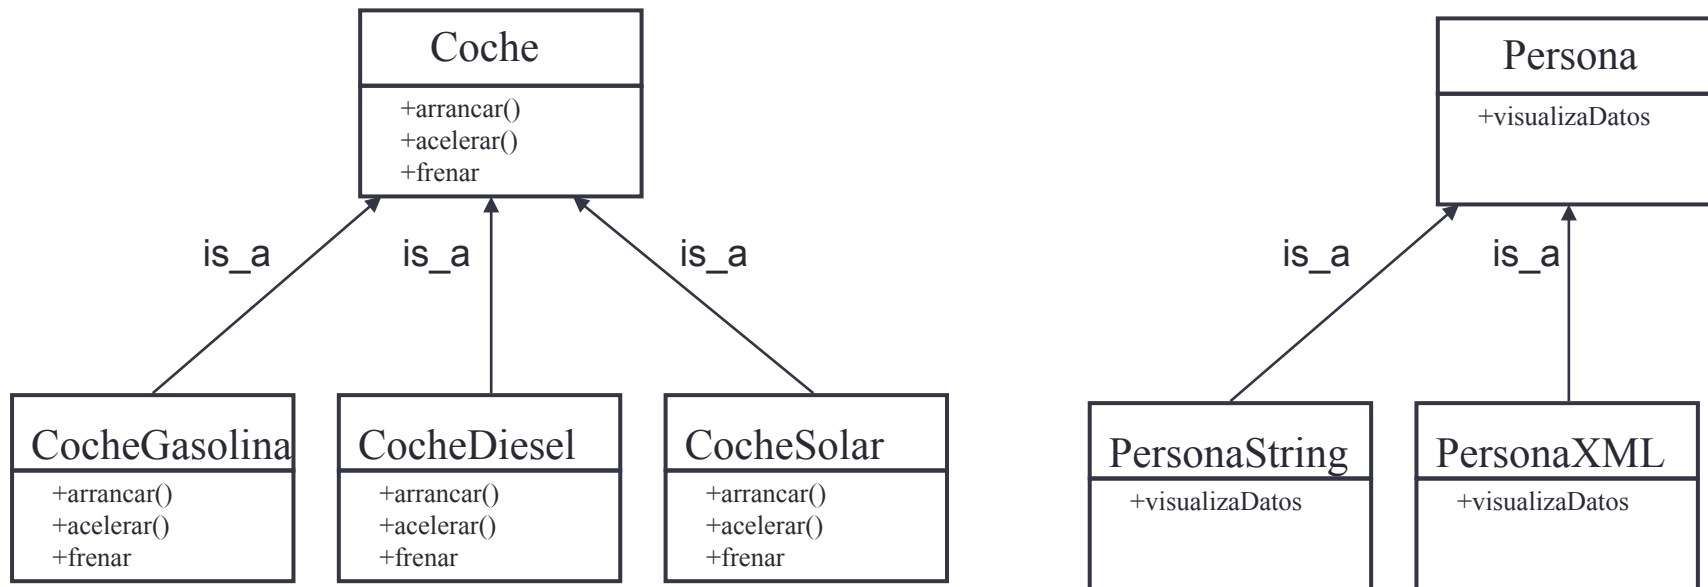 Coche
+arrancar()
+acelerar()
+frenar
Persona
+visualizaDatos
is_a
is_a
is_a
is_a
is_a
CocheGasolina
+arrancar()
+acelerar()
+frenar
CocheDiesel
+arrancar()
+acelerar()
+frenar
CocheSolar
+arrancar()
+acelerar()
+frenar
PersonaString
+visualizaDatos
PersonaXML
+visualizaDatos